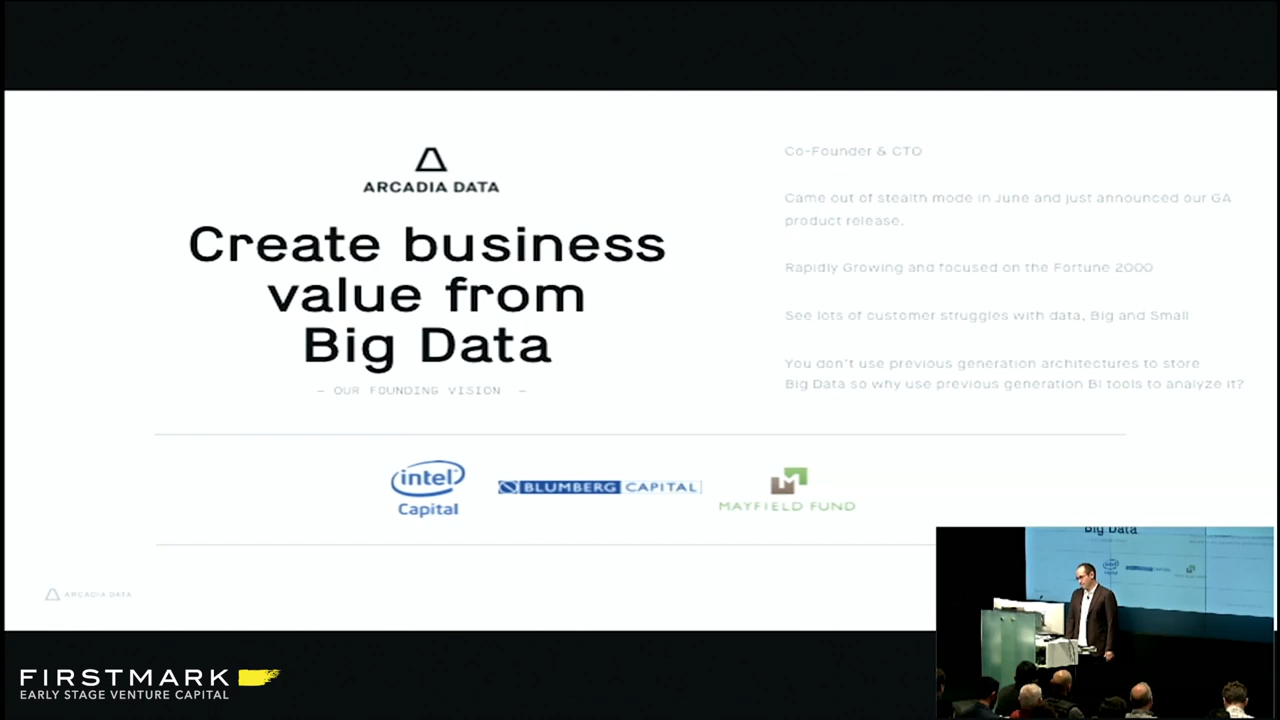 ARCADIA DATA
Create business
value from
Big Data
— OUR FOUNDING VISION —
Co-Founder & CTO
Came out of stealth mode in June and just announced our GA
product release.
Rapidly Growing and focused on the Fortune 2000
See lots of customer struggles with data, Big and Small
You don't use previous generation architectures to store
Big Data so why use previous generation BI tools to analyze it?
intel
Capital
BLUMBERG CAPITAL
M
MAYFIELD FUND
ARCADIA DATA
Big Data
FIRSTMARK
EARLY STAGE VENTURE CAPITAL